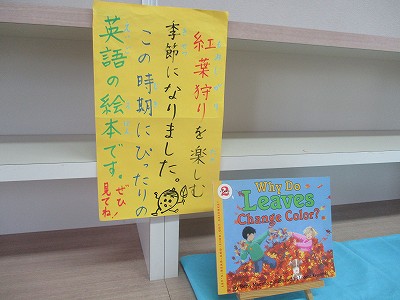 紅葉狩りを楽しむ
季節になりました。
この時期にぴったりの
英語の絵本です。ぜひ見てね!
2
Why Do
Leaves
Change Color?